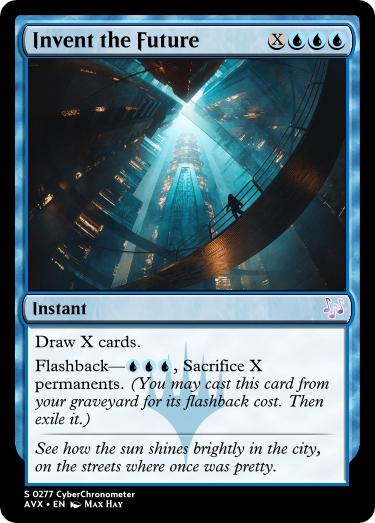 Invent the Future X
Instant
Draw X cards.
Flashback—, Sacrifice X
permanents. (You may cast this card from
your graveyard for its flashback cost. Then
exile it.)
See how the sun shines brightly in the city,
on the streets where once was pretty.
S 0277 CyberChronometer
AVX • EN Max Hay